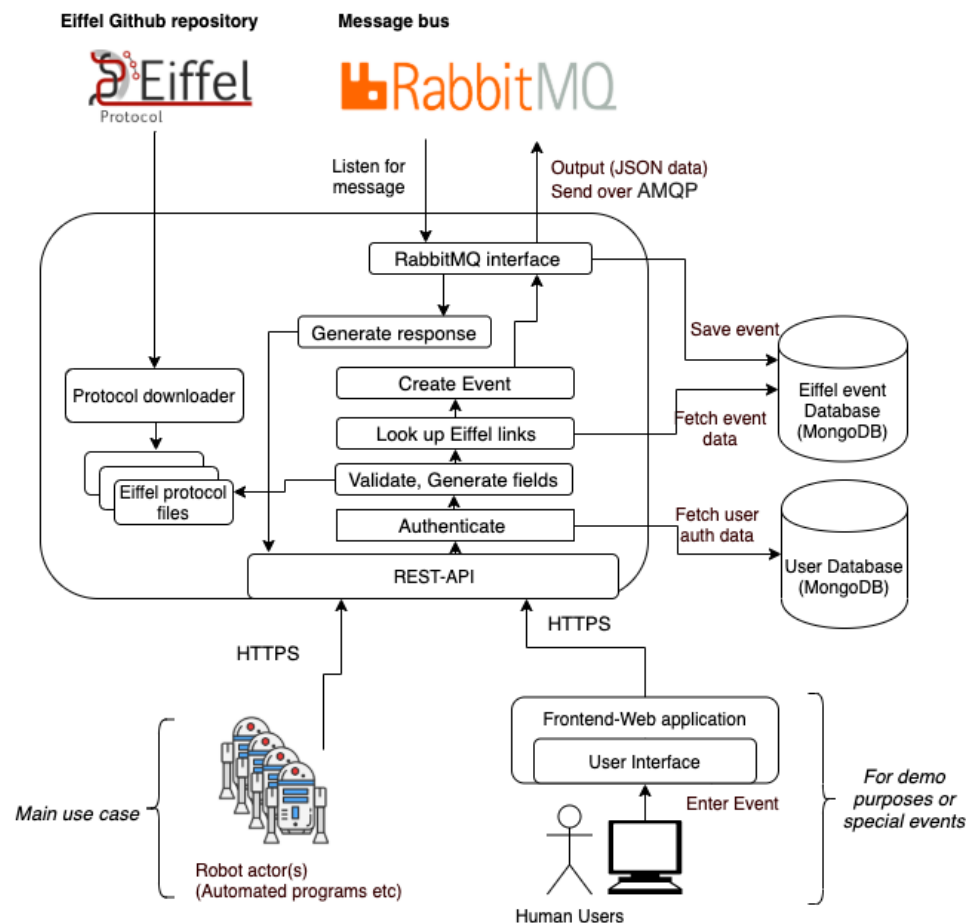 Eiffel Github repository
Message bus
Eiffel
Protocol
RabbitMQ
Listen for
message
Output (JSON data)
Send over AMQP
RabbitMQ interface
Generate response
Save event
Create Event
Protocol downloader
Eiffel event
Database
(MongoDB)
Look up Eiffel links
Fetch event
data
Validate, Generate fields
Eiffel protocol
files
Authenticate
Fetch user
auth data
User Database
(MongoDB)
REST-API
HTTPS
HTTPS
Frontend-Web application
User Interface
Main use case
Enter Event
For demo
purposes or
special events
Robot actor(s)
(Automated programs etc)
Human Users